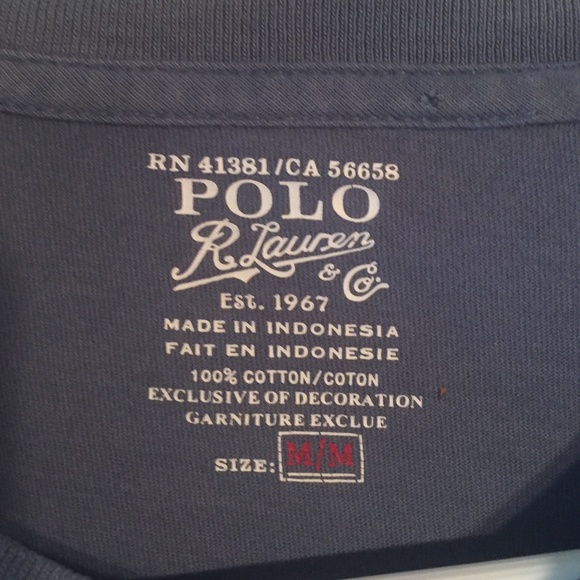 RN 41381/CA 56658
POLO
R Lauren
& Co.
EST. 1967
MADE IN INDONESIA
FAIT EN INDONESIE
100% COTTON/COTON
EXCLUSIVE OF DECORATION
GARNITURE EXCLUE
SIZE: M/M